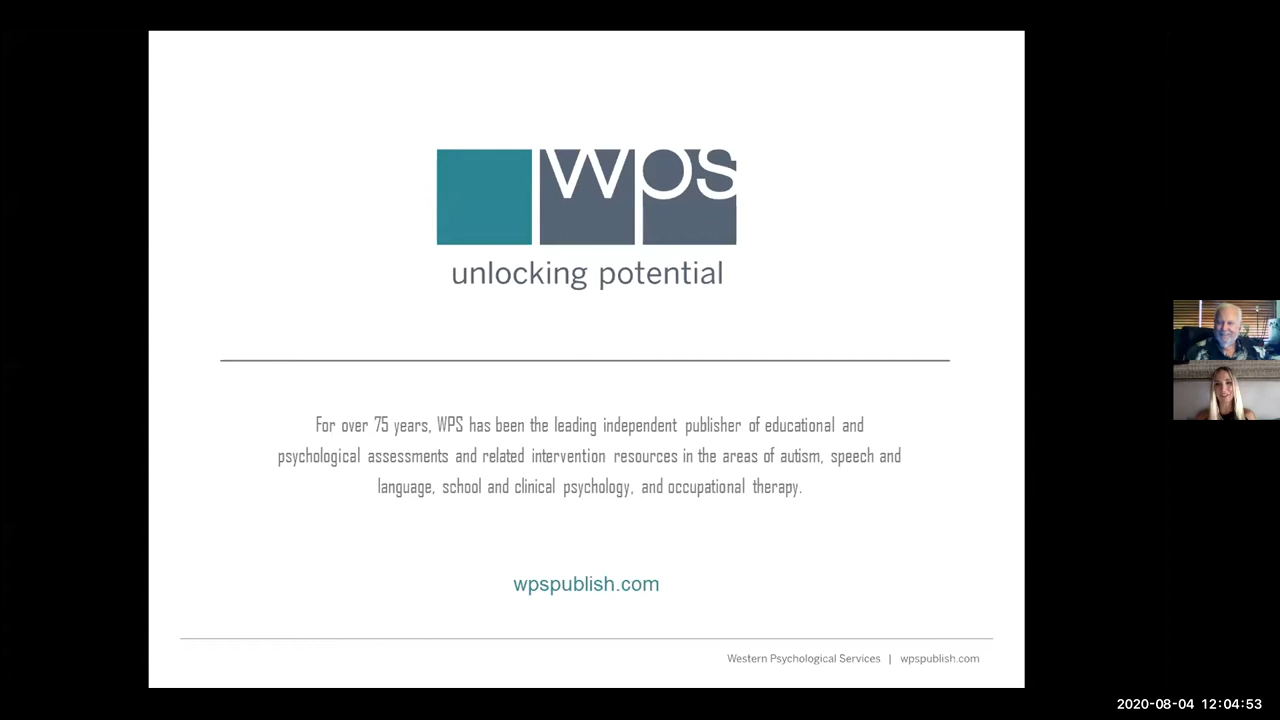 wps
unlocking potential
For over 75 years, WPS has been the leading independent publisher of educational and
psychological assessments and related intervention resources in the areas of autism, speech and
language, school and clinical psychology, and occupational therapy.
wpspublish.com
Western Psychological Services | wpspublish.com
2020-08-04 12:04:53